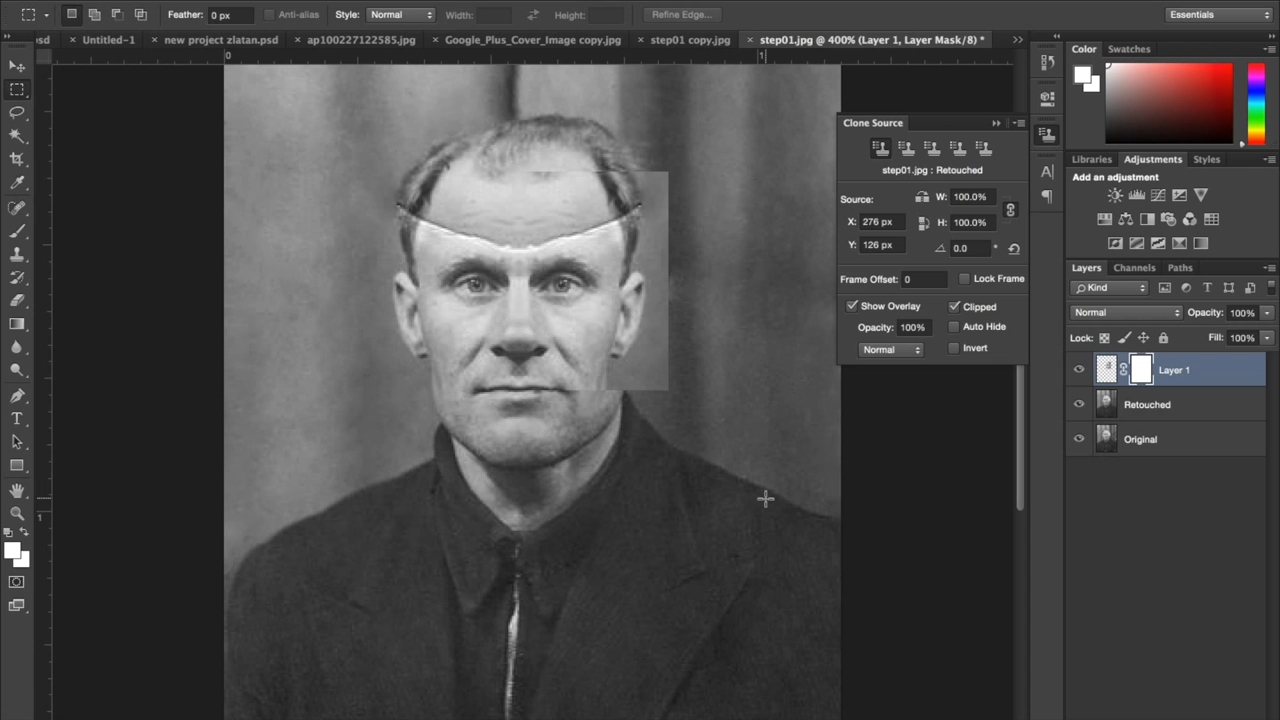 Feather: 0 px Anti-alias Style: Normal Width: Height: Refine Edge... Essentials
sd × Untitled-1 × new project zlatan.psd × ap100227122585.jpg × Google_Plus_Cover_Image copy.jpg × step01 copy.jpg × step01.jpg @ 400% (Layer 1, Layer Mask/8) *
0 1
1
Clone Source
step01.jpg : Retouched
Source: W: 100.0%
X: 276 px H: 100.0%
Y: 126 px 0.0 °
Frame Offset: 0 Lock Frame
Show Overlay Clipped
Opacity: 100% Auto Hide
Normal Invert
Color Swatches
Libraries Adjustments Styles
Add an adjustment
Layers Channels Paths
Kind
Normal Opacity: 100%
Lock: Fill: 100%
Layer 1
Retouched
Original